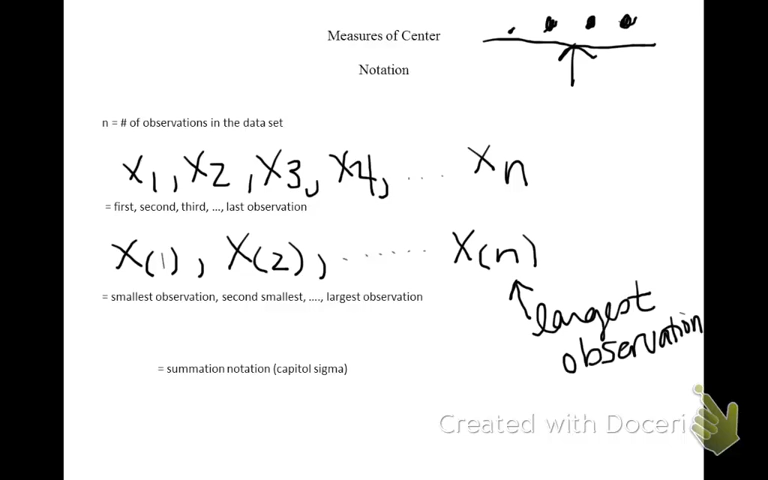 Measures of Center
Notation
n = # of observations in the data set
x1, x2, x3, x4, ... xn
= first, second, third, ..., last observation
x(1), x(2), ...... x(n)
= smallest observation, second smallest, ...., largest observation
largest
observation
= summation notation (capitol sigma)
Created with Doceri